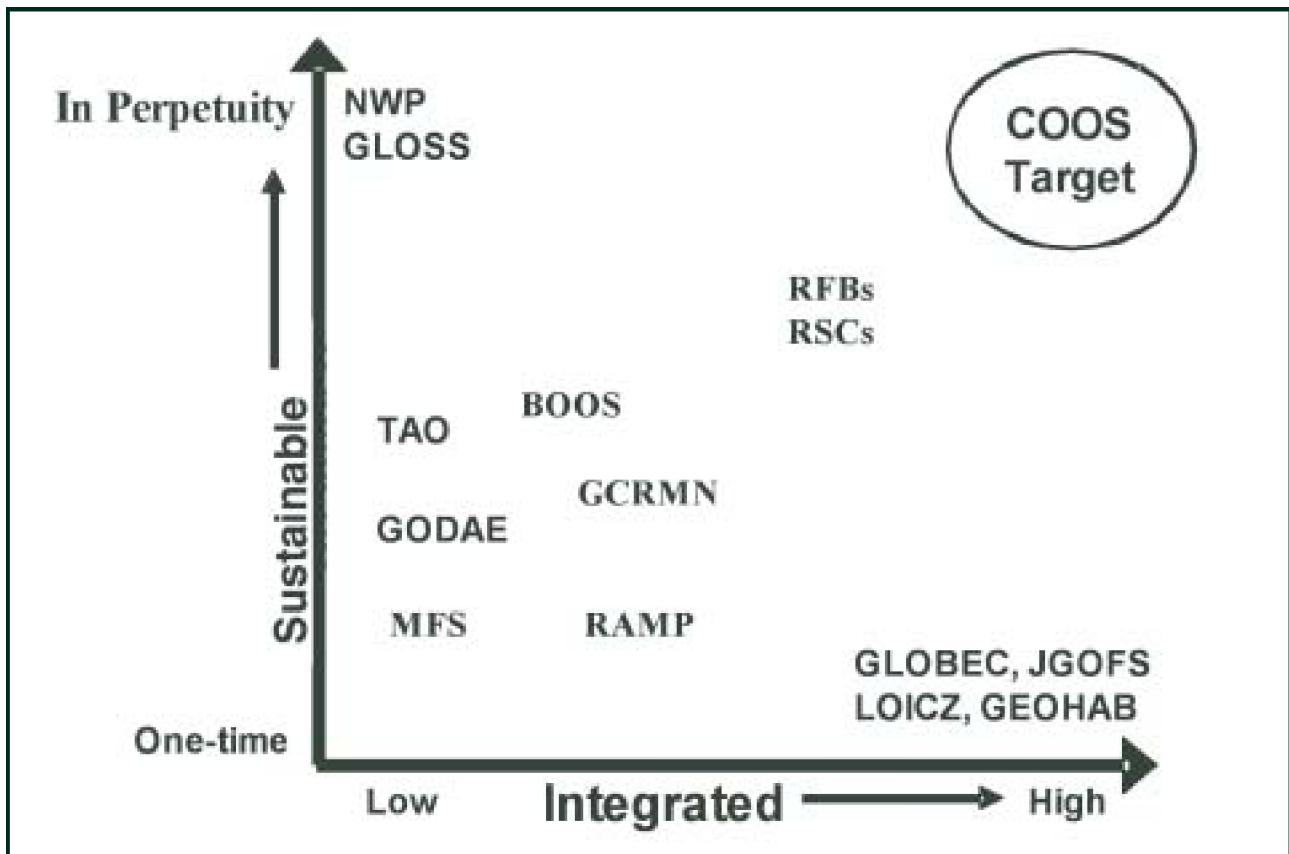 In Perpetuity
NWP
GLOSS
COOS
Target
RFBs
RSCs
Sustainable
BOOS
TAO
GCRMN
GODAE
MFS
RAMP
GLOBEC, JGOFS
LOICZ, GEOHAB
One-time
Low
Integrated
High